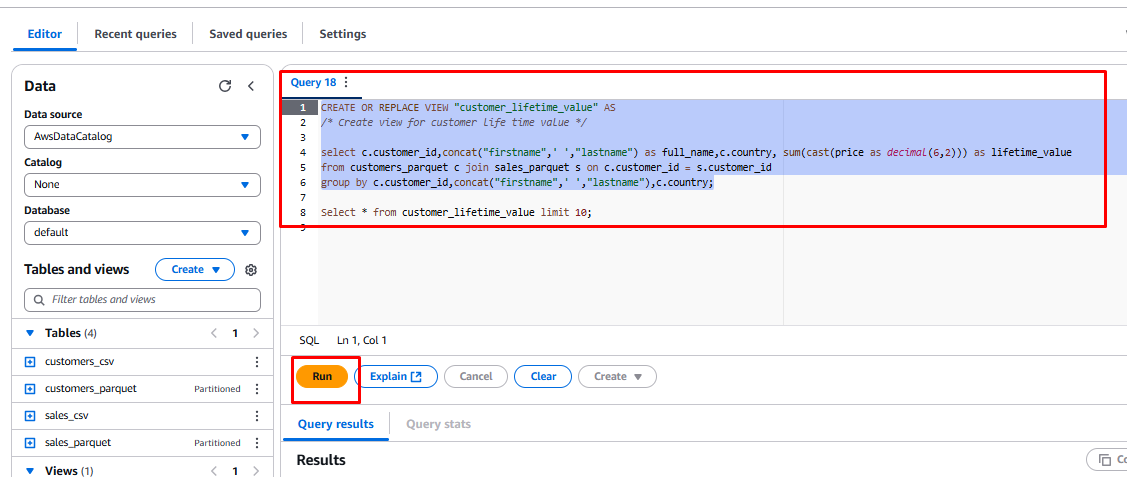 Editor Recent queries Saved queries Settings
Data
Data source
AwsDataCatalog
Catalog
None
Database
default
Tables and views Create
Filter tables and views
Tables (4) 1
customers_csv
customers_parquet Partitioned
sales_csv
sales_parquet Partitioned
Views (1) 1
Query 18
1 CREATE OR REPLACE VIEW "customer_lifetime_value" AS
2 /* Create view for customer life time value */
3
4 select c.customer_id,concat("firstname",' ',"lastname") as full_name,c.country, sum(cast(price as decimal(6,2))) as lifetime_value
5 from customers_parquet c join sales_parquet s on c.customer_id = s.customer_id
6 group by c.customer_id,concat("firstname",' ',"lastname"),c.country;
7
8 Select * from customer_lifetime_value limit 10;
9
SQL Ln 1, Col 1
Run Explain Cancel Clear Create
Query results Query stats
Results